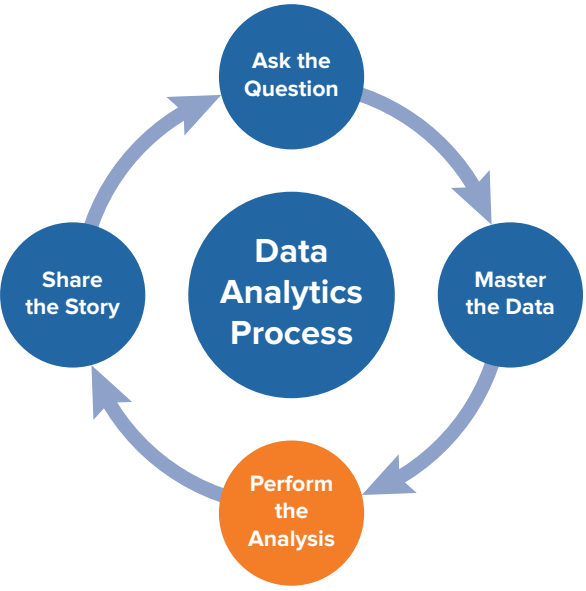 Ask the
Question
Master
the Data
Perform
the
Analysis
Share
the Story
Data
Analytics
Process